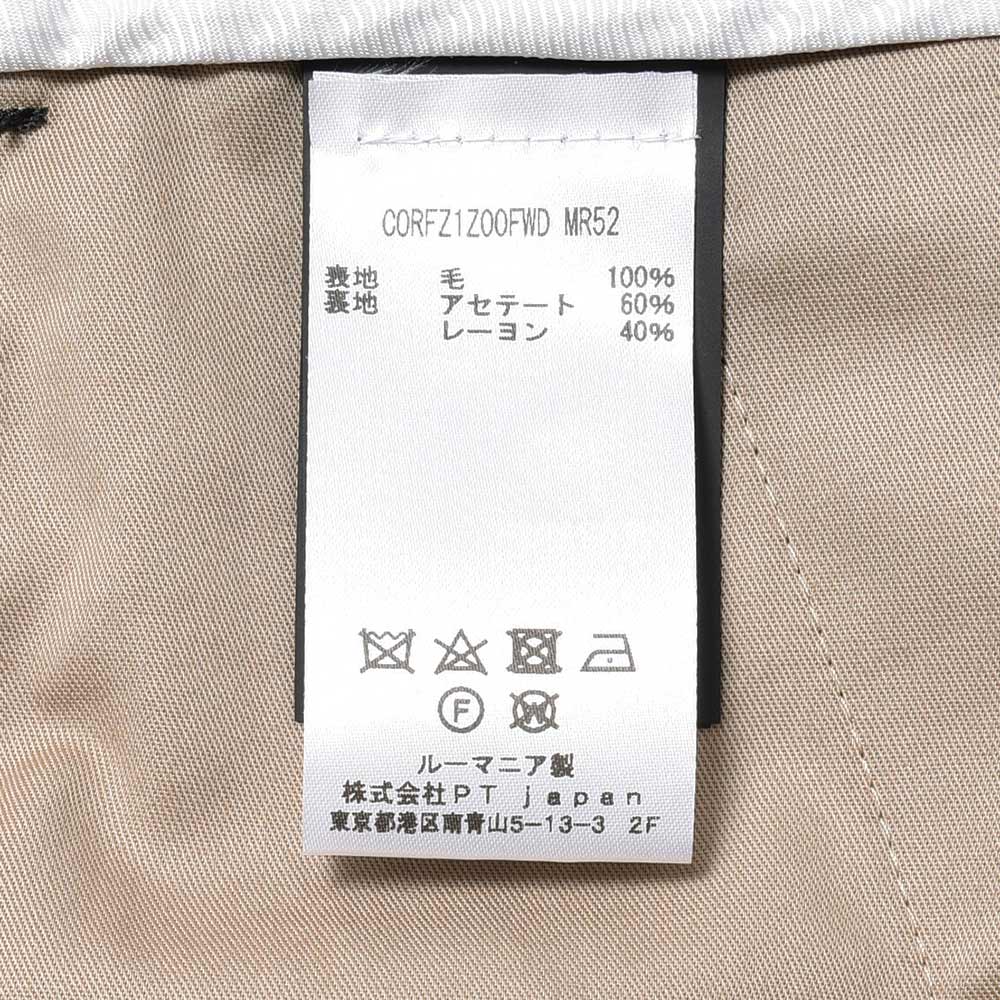 CORFZ1Z00FWD MR52
表地 毛 100%
裏地 アセテート 60%
レーヨン 40%
F W
ルーマニア製
株式会社PT japan
東京都港区南青山5-13-3 2F